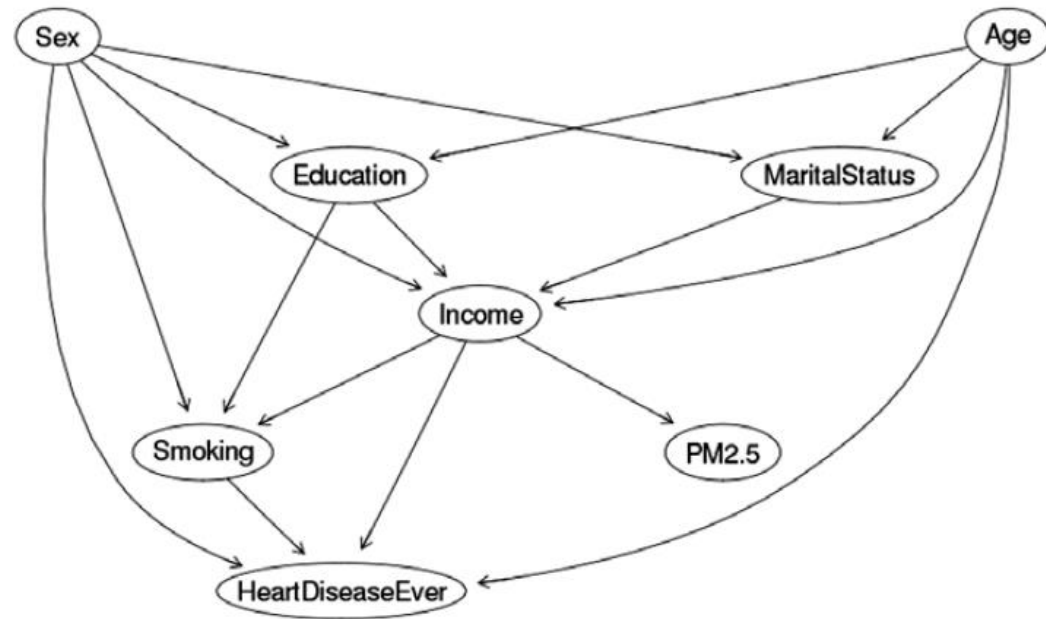 Sex
Age
Education
MaritalStatus
Income
Smoking
PM2.5
HeartDiseaseEver